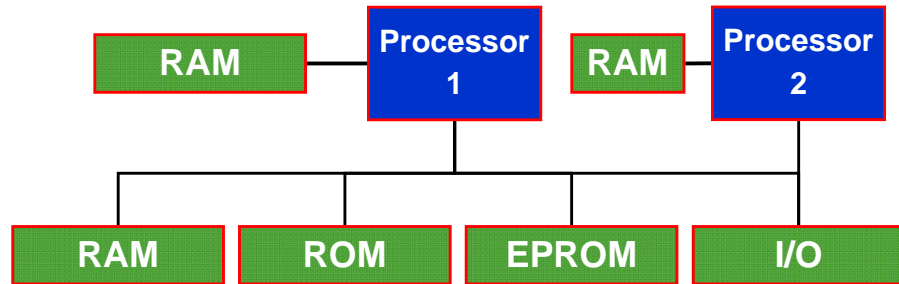 RAM
Processor
1
RAM
Processor
2
RAM
ROM
EPROM
I/O